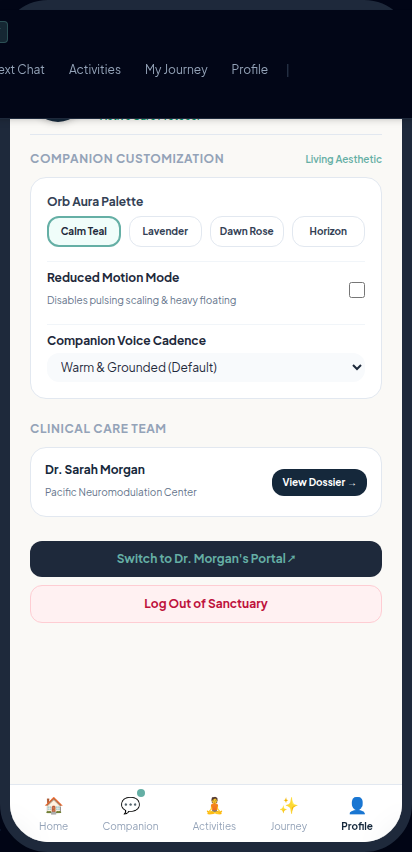 ext Chat Activities My Journey Profile |
COMPANION CUSTOMIZATION Living Aesthetic
Orb Aura Palette
Calm Teal Lavender Dawn Rose Horizon
Reduced Motion Mode
Disables pulsing scaling & heavy floating
Companion Voice Cadence
Warm & Grounded (Default)
CLINICAL CARE TEAM
Dr. Sarah Morgan
Pacific Neuromodulation Center
View Dossier →
Switch to Dr. Morgan's Portal ↗
Log Out of Sanctuary
Home Companion Activities Journey Profile